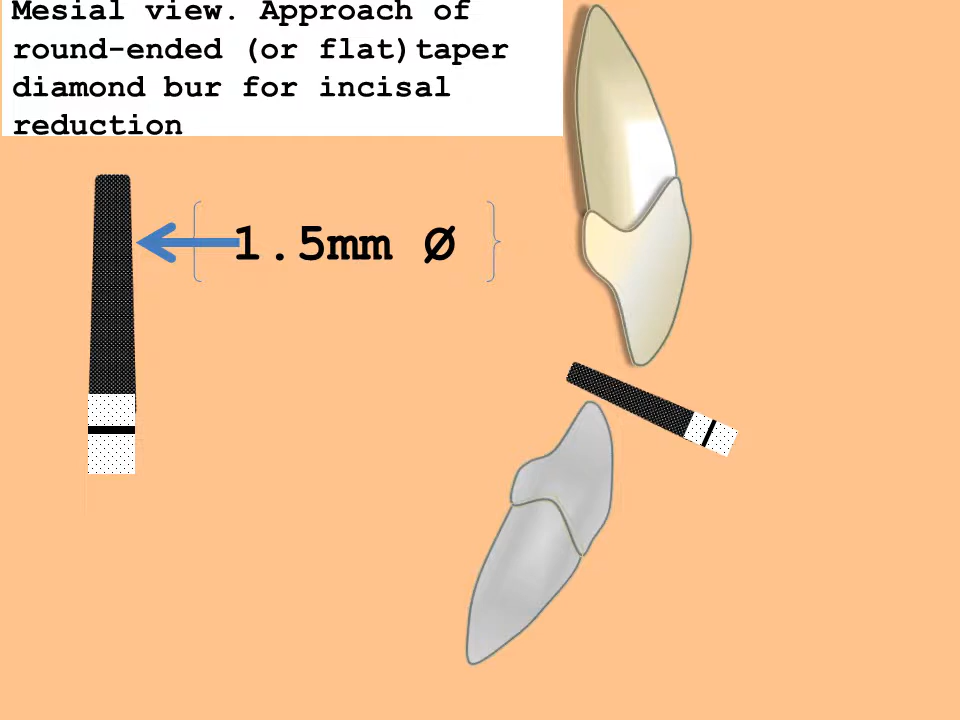 Mesial view. Approach of
round-ended (or flat)taper
diamond bur for incisal
reduction
1.5mm Ø